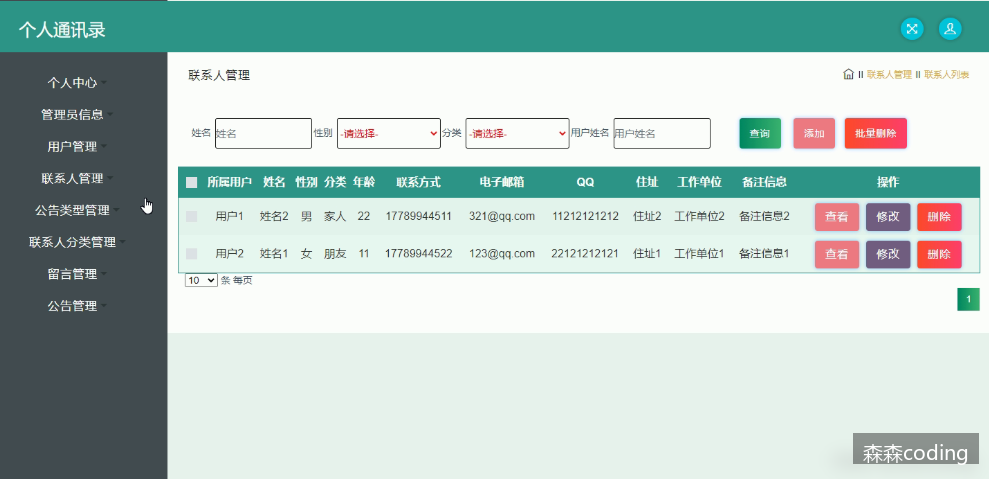 个人通讯录
个人中心
管理员信息
用户管理
联系人管理
公告类型管理
联系人分类管理
留言管理
公告管理
联系人管理
联系人管理 联系人列表
姓名 姓名 性别 -请选择- 分类 -请选择- 用户姓名 用户姓名 查询 添加 批量删除
所属用户 姓名 性别 分类 年龄 联系方式 电子邮箱 QQ 住址 工作单位 备注信息 操作
用户1 姓名2 男 家人 22 17789944511 321@qq.com 11212121212 住址2 工作单位2 备注信息2 查看 修改 删除
用户2 姓名1 女 朋友 11 17789944522 123@qq.com 22121212121 住址1 工作单位1 备注信息1 查看 修改 删除
10 条 每页
1
森森coding